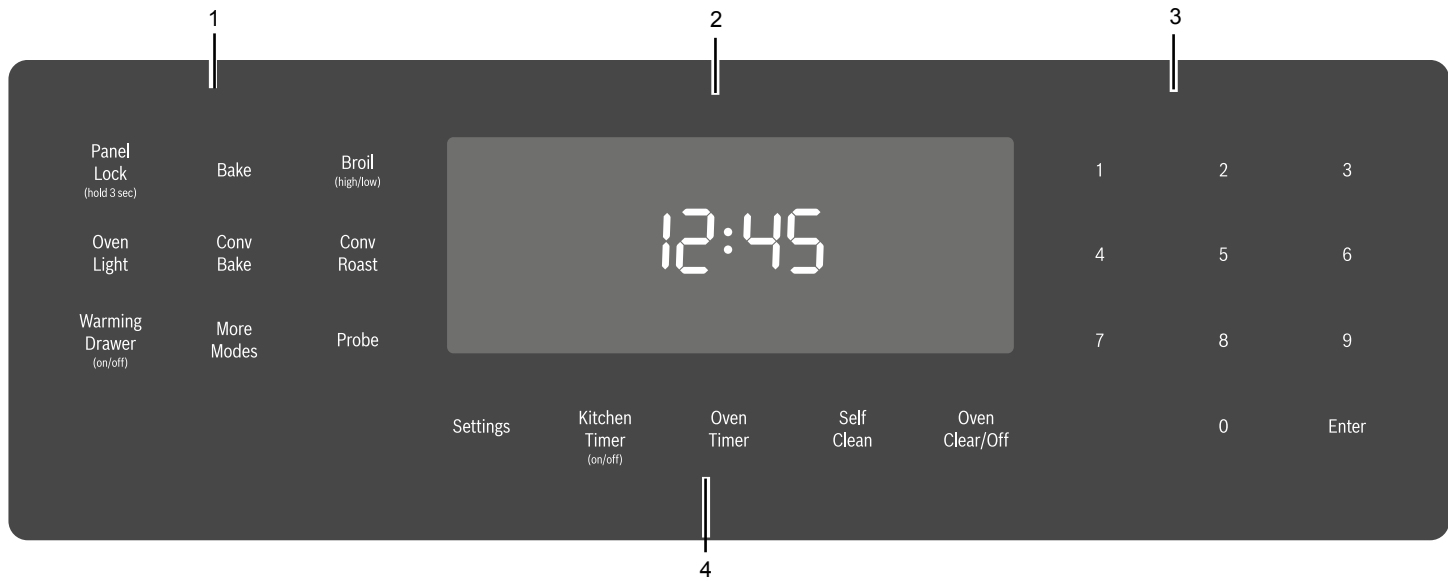 1 2 3
Panel
Lock
(hold 3 sec)
Bake
Broil
(high/low)
12:45
1 2 3
Oven
Light
Conv
Bake
Conv
Roast
4 5 6
Warming
Drawer
(on/off)
More
Modes
Probe
7 8 9
Settings
Kitchen
Timer
(on/off)
Oven
Timer
Self
Clean
Oven
Clear/Off
0 Enter
4